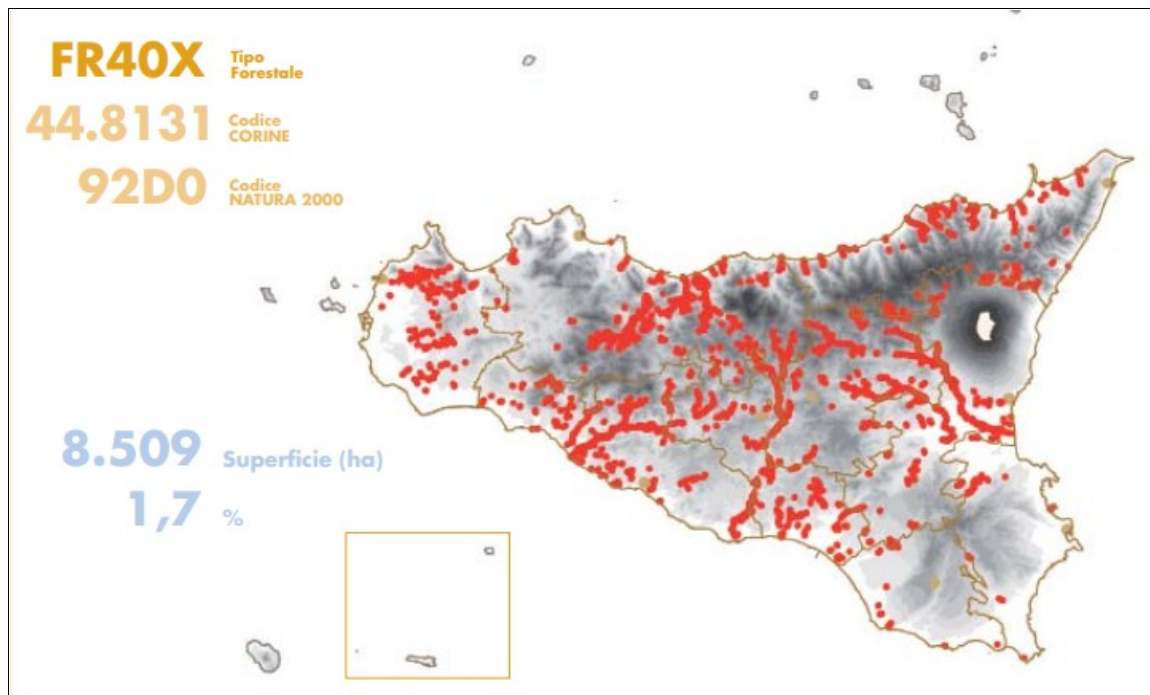 FR40X Tipo
Forestale
44.8131 Codice
CORINE
92D0 Codice
NATURA 2000
8.509 Superficie (ha)
1,7 %